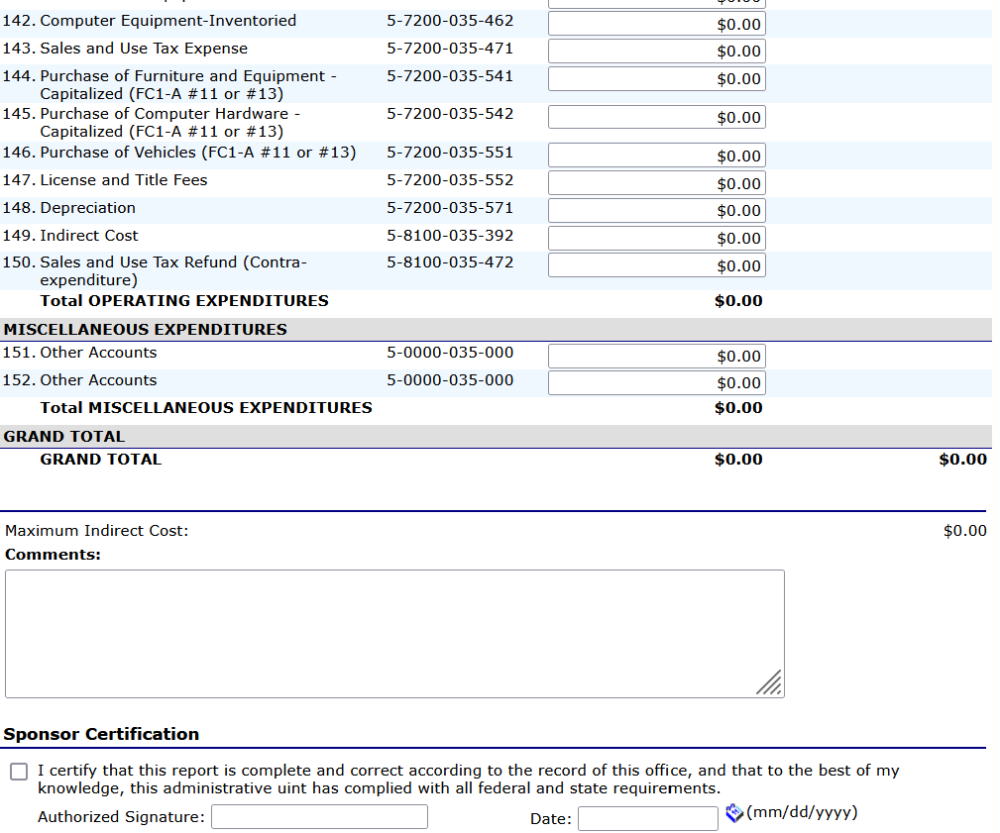 142. Computer Equipment-Inventoried 5-7200-035-462 $0.00
143. Sales and Use Tax Expense 5-7200-035-471 $0.00
144. Purchase of Furniture and Equipment - 5-7200-035-541 $0.00
Capitalized (FC1-A #11 or #13)
145. Purchase of Computer Hardware - 5-7200-035-542 $0.00
Capitalized (FC1-A #11 or #13)
146. Purchase of Vehicles (FC1-A #11 or #13) 5-7200-035-551 $0.00
147. License and Title Fees 5-7200-035-552 $0.00
148. Depreciation 5-7200-035-571 $0.00
149. Indirect Cost 5-8100-035-392 $0.00
150. Sales and Use Tax Refund (Contra- 5-8100-035-472 $0.00
expenditure)
Total OPERATING EXPENDITURES $0.00
MISCELLANEOUS EXPENDITURES
151. Other Accounts 5-0000-035-000 $0.00
152. Other Accounts 5-0000-035-000 $0.00
Total MISCELLANEOUS EXPENDITURES $0.00
GRAND TOTAL
GRAND TOTAL $0.00 $0.00
Maximum Indirect Cost: $0.00
Comments:
Sponsor Certification
I certify that this report is complete and correct according to the record of this office, and that to the best of my
knowledge, this administrative uint has complied with all federal and state requirements.
Authorized Signature: Date: (mm/dd/yyyy)